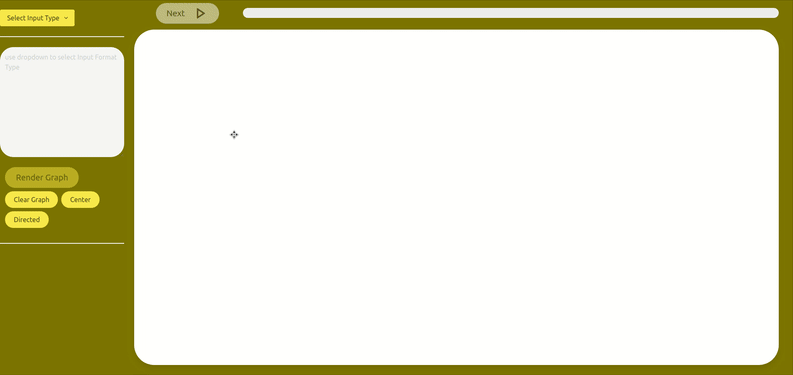 Select Input Type
Next
use dropdown to select Input Format
Type
Render Graph
Clear Graph
Center
Directed